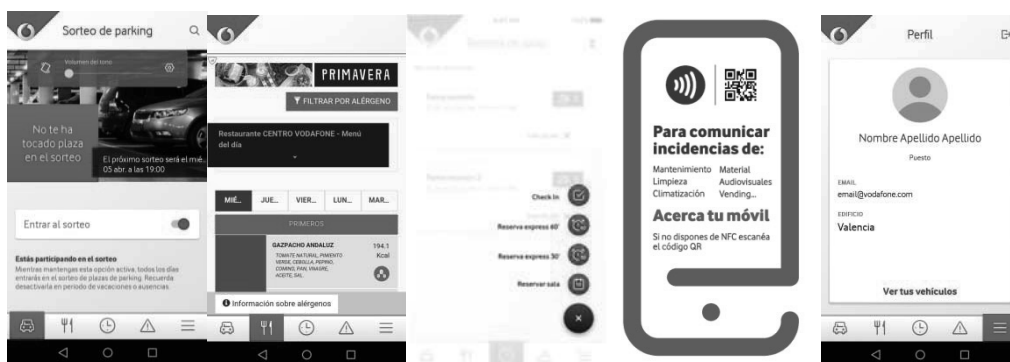 Sorteo de parking
Volumen del tono
No te ha
tocado plaza
en el sorteo
El próximo sorteo será el mié...
05 abr. a las 19:00
Entrar al sorteo
Estás participando en el sorteo
Mientras mantengas esta opción activa, todos los días
entrarás en el sorteo de plazas de parking. Recuerda
desactivarla en periodo de vacaciones o ausencias.
PRIMAVERA
FILTRAR POR ALÉRGENO
Restaurante CENTRO VODAFONE - Menú
del día
MIÉ... JUE... VIER... LUN... MAR...
PRIMEROS
GAZPACHO ANDALUZ 194.1
Kcal
TOMATE NATURAL, PIMIENTO
VERDE, CEBOLLA, PEPINO,
COMINO, PAN, VINAGRE,
ACEITE, SAL.
Información sobre alérgenos
Check In
Reserva express 60'
Reserva express 30'
Reservar sala
Para comunicar
incidencias de:
Mantenimiento Material
Limpieza Audiovisuales
Climatización Vending...
Acerca tu móvil
Si no dispones de NFC escanéa
el código QR
Perfil
Nombre Apellido Apellido
Puesto
EMAIL
email@vodafone.com
EDIFICIO
Valencia
Ver tus vehículos